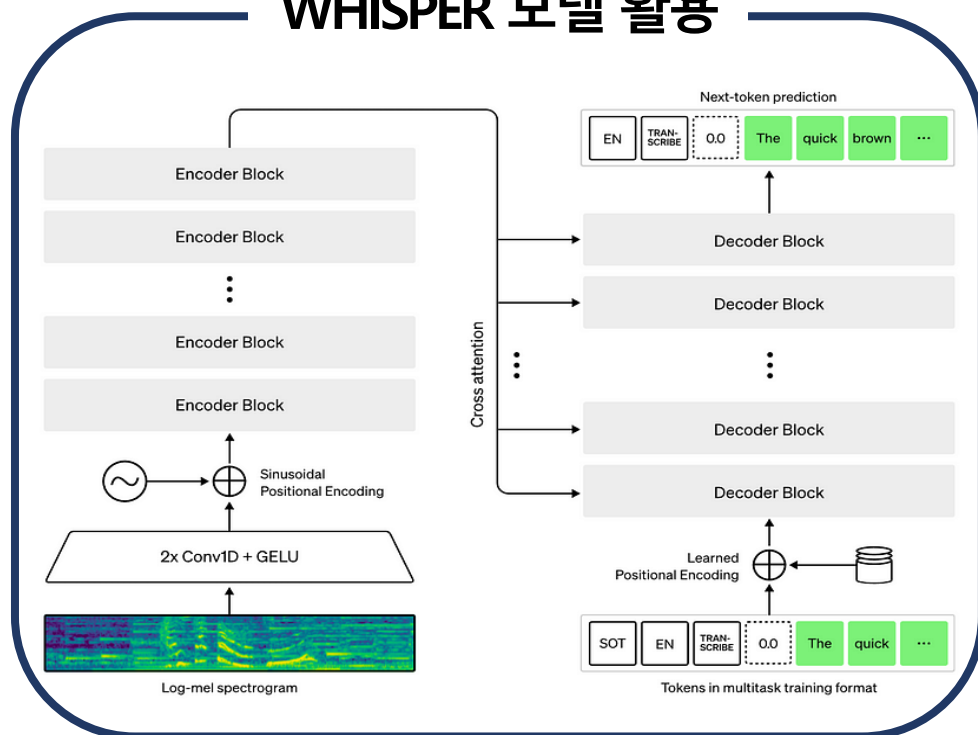 WHISPER 모델 활용
Next-token prediction
EN TRAN-SCRIBE 0.0 The quick brown ...
Encoder Block
Encoder Block
Encoder Block
Encoder Block
Sinusoidal
Positional Encoding
2x Conv1D + GELU
Log-mel spectrogram
Cross attention
Decoder Block
Decoder Block
Decoder Block
Decoder Block
Learned
Positional Encoding
SOT EN TRAN-SCRIBE 0.0 The quick ...
Tokens in multitask training format